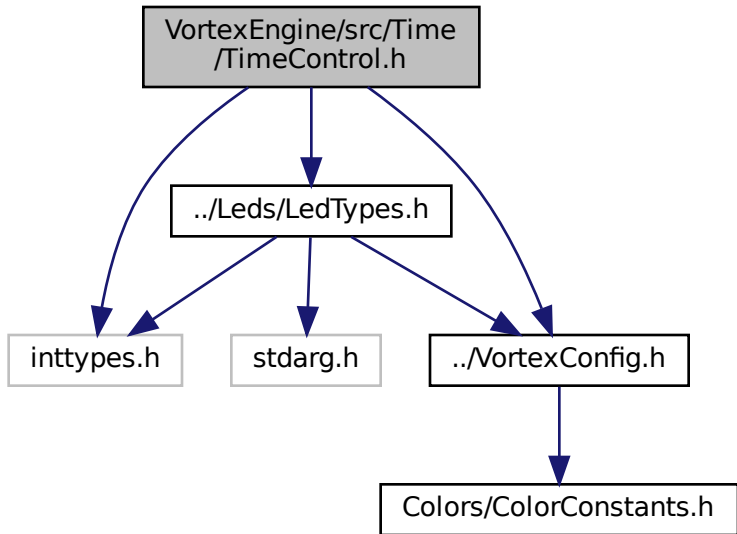 VortexEngine/src/Time
/TimeControl.h
../Leds/LedTypes.h
inttypes.h
stdarg.h
../VortexConfig.h
Colors/ColorConstants.h